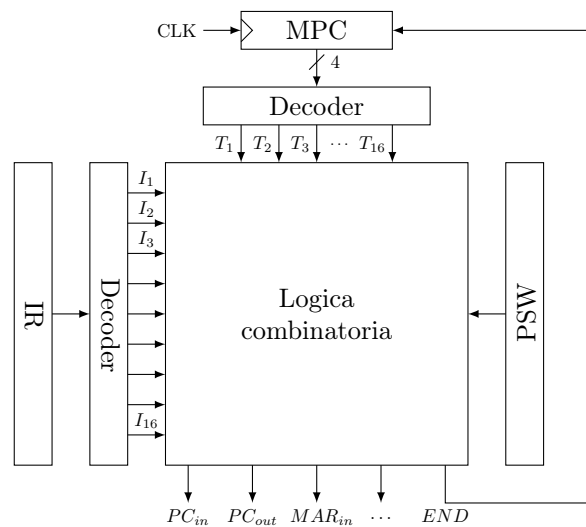 CLK
MPC
4
Decoder
T1 T2 T3 ... T16
IR
Decoder
I1
I2
I3
I16
Logica
combinatoria
PSW
PCin PCout MARin ... END